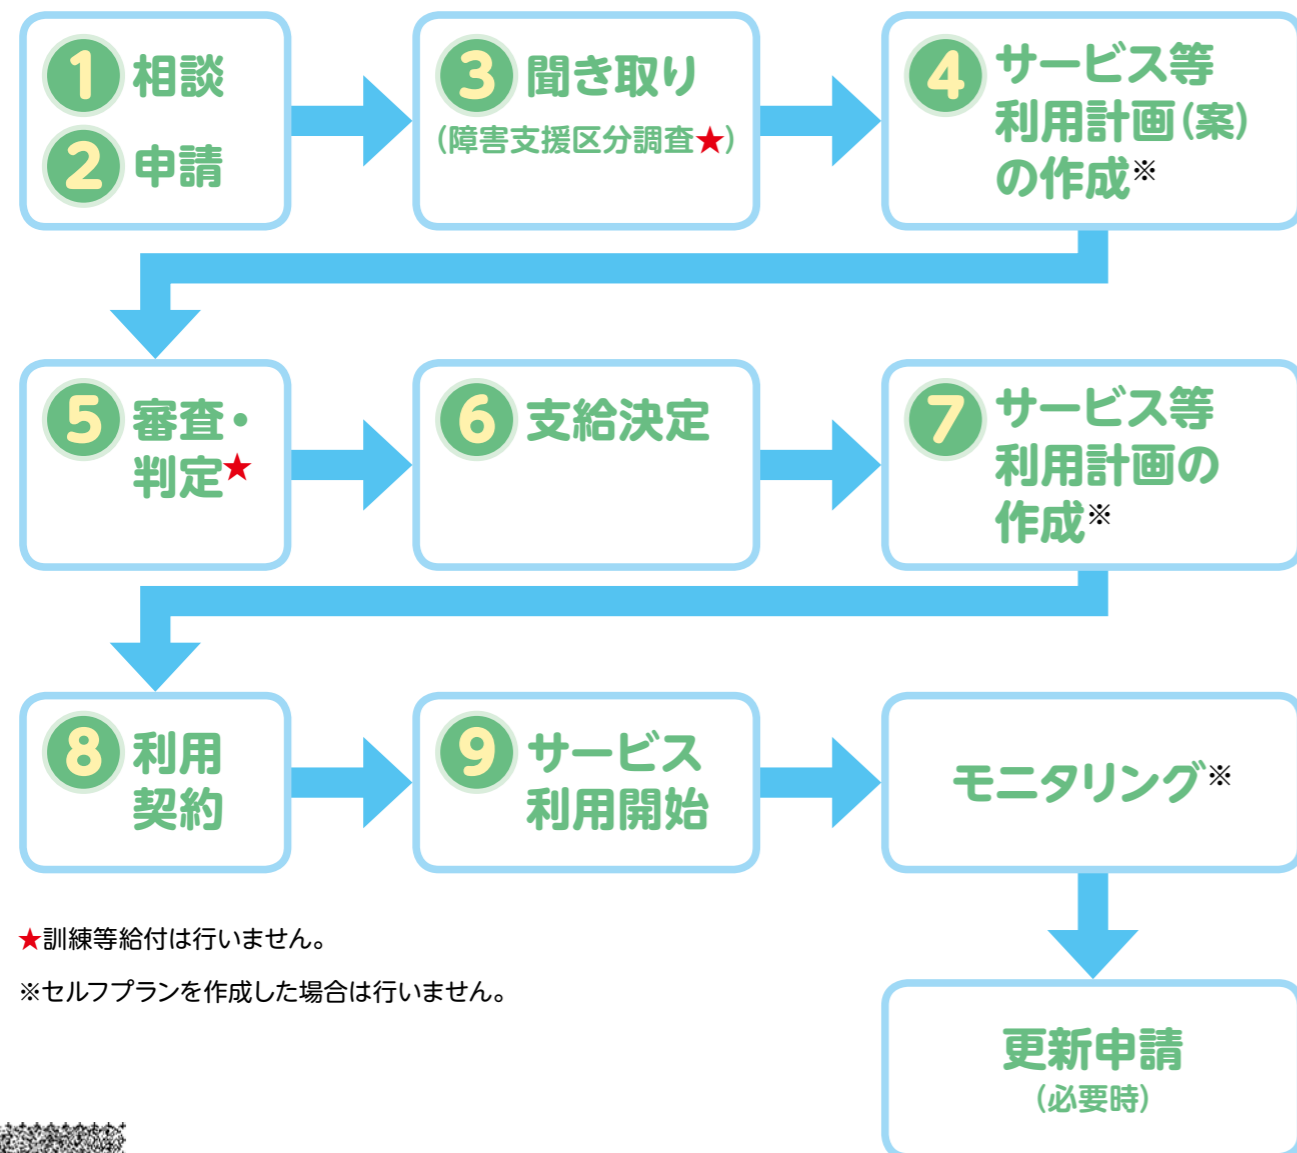 1 相談
2 申請
3 聞き取り
(障害支援区分調査★)
4 サービス等
利用計画(案)
の作成※
5 審査・
判定★
6 支給決定
7 サービス等
利用計画の
作成※
8 利用
契約
9 サービス
利用開始
モニタリング※
★訓練等給付は行いません。
※セルフプランを作成した場合は行いません。
更新申請
(必要時)